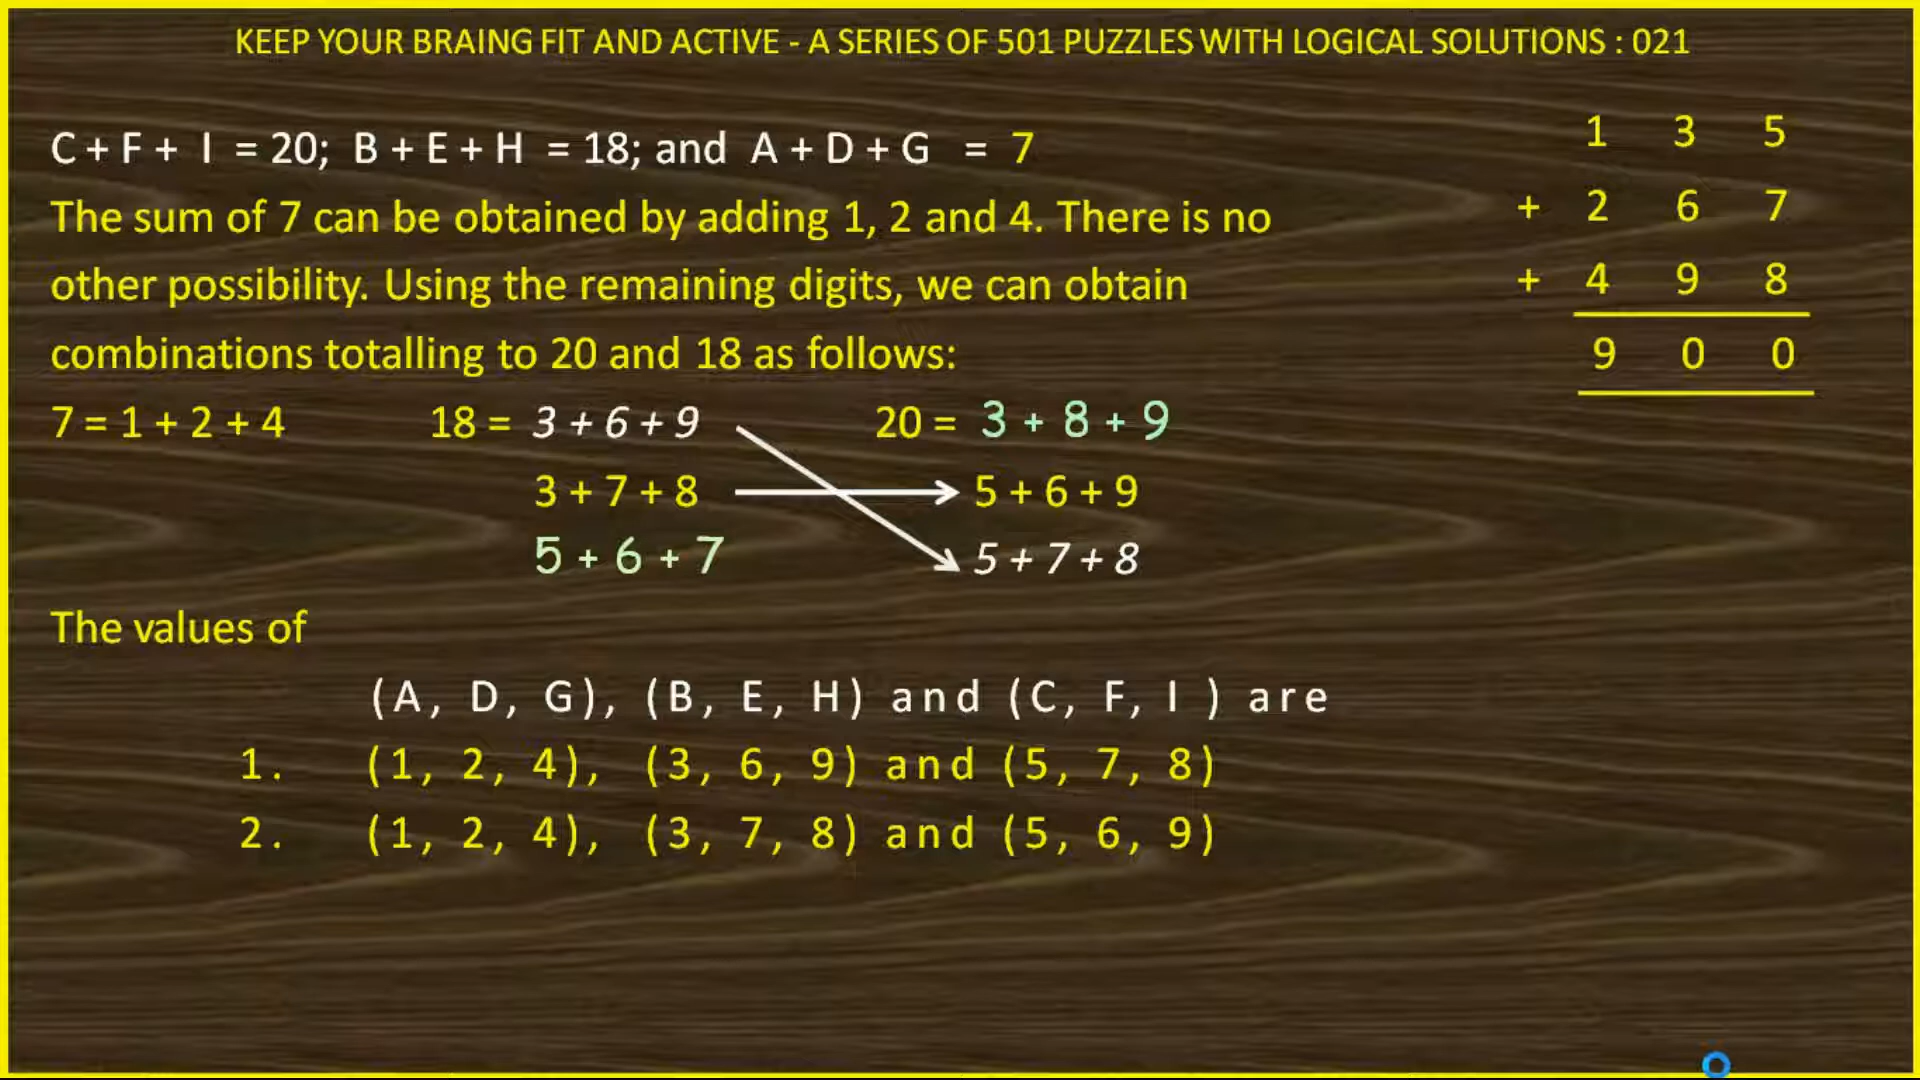 KEEP YOUR BRAING FIT AND ACTIVE - A SERIES OF 501 PUZZLES WITH LOGICAL SOLUTIONS : 021
C + F + I = 20; B + E + H = 18; and A + D + G = 7
The sum of 7 can be obtained by adding 1, 2 and 4. There is no
other possibility. Using the remaining digits, we can obtain
combinations totalling to 20 and 18 as follows:
7 = 1 + 2 + 4 18 = 3 + 6 + 9 20 = 3 + 8 + 9
3 + 7 + 8 5 + 6 + 9
5 + 6 + 7 5 + 7 + 8
The values of
(A, D, G), (B, E, H) and (C, F, I ) are
1. (1, 2, 4), (3, 6, 9) and (5, 7, 8)
2. (1, 2, 4), (3, 7, 8) and (5, 6, 9)
1 3 5
+ 2 6 7
+ 4 9 8
9 0 0